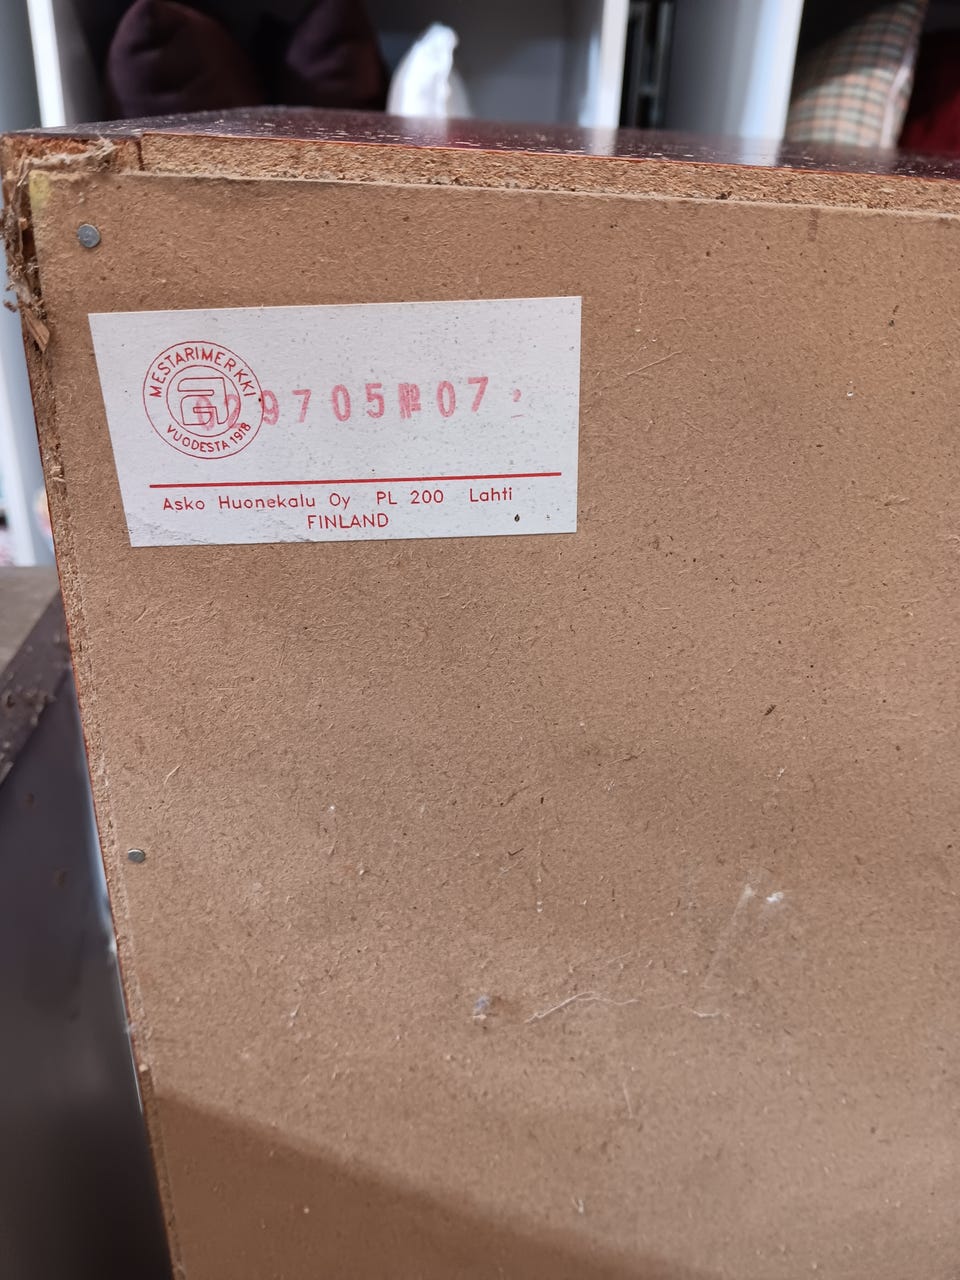 MESTARIMERKKI
VUODESTA 1918
Asko Huonekalu Oy PL 200 Lahti
FINLAND